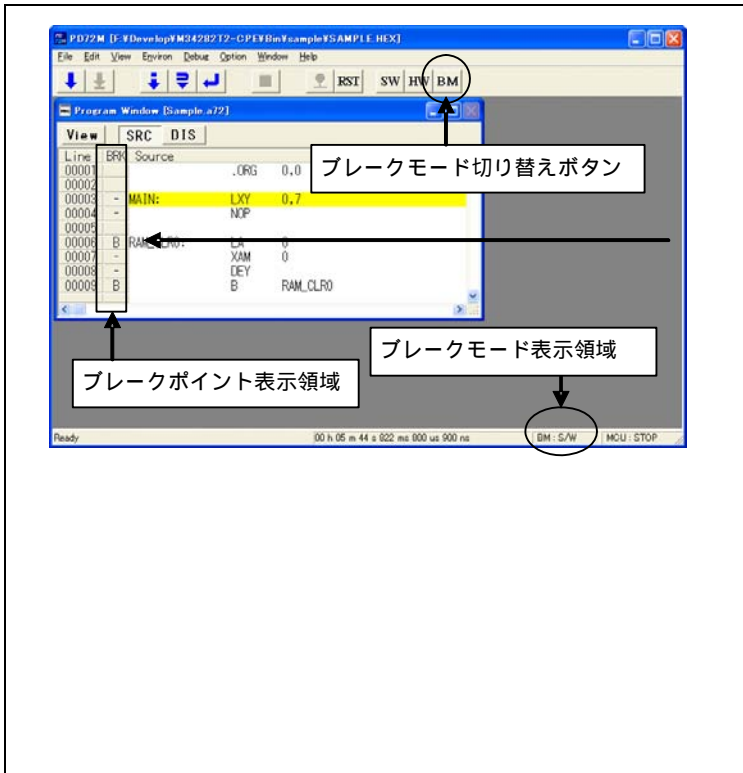 PD72M [F:¥Develop¥M34282T2-CPE¥Bin¥sample¥SAMPLE.HEX]
File Edit View Environ Debug Option Window Help
RST SW HW BM
Program Window [Sample.a72]
View SRC DIS
ブレークモード切り替えボタン
Line BRK Source
00001 .ORG 0,0
00002
00003 - MAIN: LXY 0,7
00004 - NOP
00005
00006 B RAM_CLR0: LA 0
00007 - XAM 0
00008 - DEY
00009 B B RAM_CLR0
ブレークモード表示領域
ブレークポイント表示領域
Ready 00 h 05 m 44 s 822 ms 800 us 900 ns BM : S/W MCU : STOP